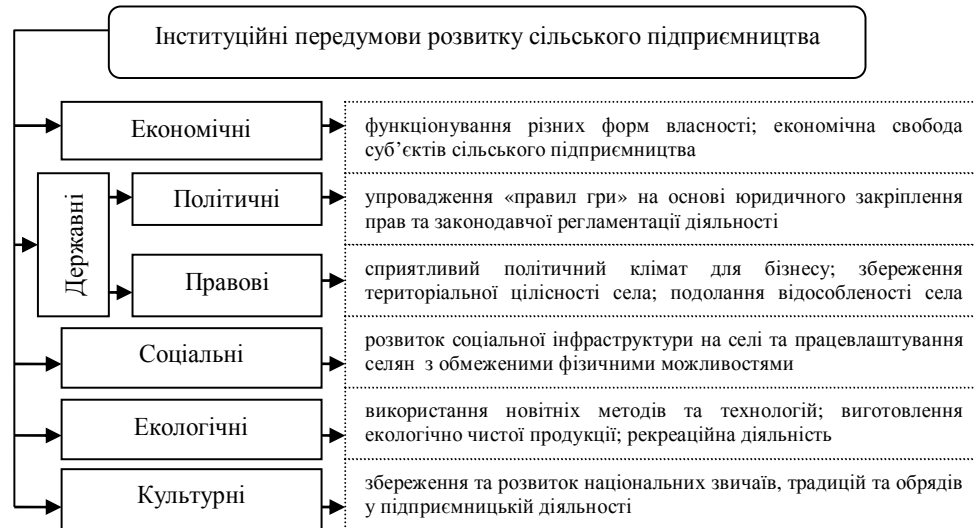 Інституційні передумови розвитку сільського підприємництва
Економічні
функціонування різних форм власності; економічна свобода
суб’єктів сільського підприємництва
Державні
Політичні
упровадження «правил гри» на основі юридичного закріплення
прав та законодавчої регламентації діяльності
Правові
сприятливий політичний клімат для бізнесу; збереження
територіальної цілісності села; подолання відособленості села
Соціальні
розвиток соціальної інфраструктури на селі та працевлаштування
селян з обмеженими фізичними можливостями
Екологічні
використання новітніх методів та технологій; виготовлення
екологічно чистої продукції; рекреаційна діяльність
Культурні
збереження та розвиток національних звичаїв, традицій та обрядів
у підприємницькій діяльності